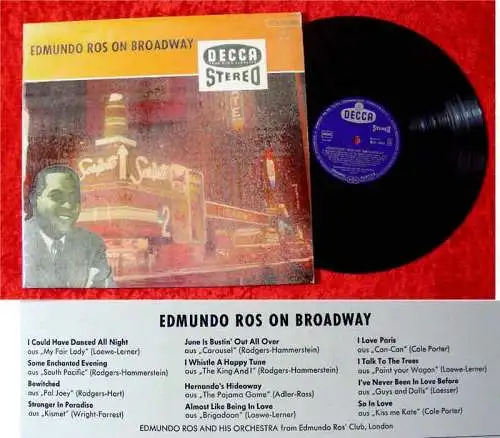 EDMUNDO ROS ON BROADWAY
DECCA
STEREO
DECCA
STEREO
EDMUNDO ROS ON BROADWAY
I Could Have Danced All Night
aus „My Fair Lady" (Loewe-Lerner)
Some Enchanted Evening
aus „South Pacific" (Rodgers-Hammerstein)
Bewitched
aus „Pal Joey" (Rodgers-Hart)
Stranger in Paradise
aus „Kismet" (Wright-Forrest)
June Is Bustin' Out All Over
aus „Carousel" (Rodgers-Hammerstein)
I Whistle A Happy Tune
aus „The King And I" (Rodgers-Hammerstein)
Hernando's Hideaway
aus „The Pajama Game" (Adler-Ross)
Almost Like Being In Love
aus „Brigadoon" (Loewe-Lerner)
I Love Paris
aus „Can-Can" (Cole Porter)
I Talk To The Trees
aus „Paint your Wagon" (Loewe-Lerner)
I've Never Been In Love Before
aus „Guys and Dolls" (Loesser)
So In Love
aus „Kiss me Kate" (Cole Porter)
EDMUNDO ROS AND HIS ORCHESTRA from Edmundo Ros' Club, London